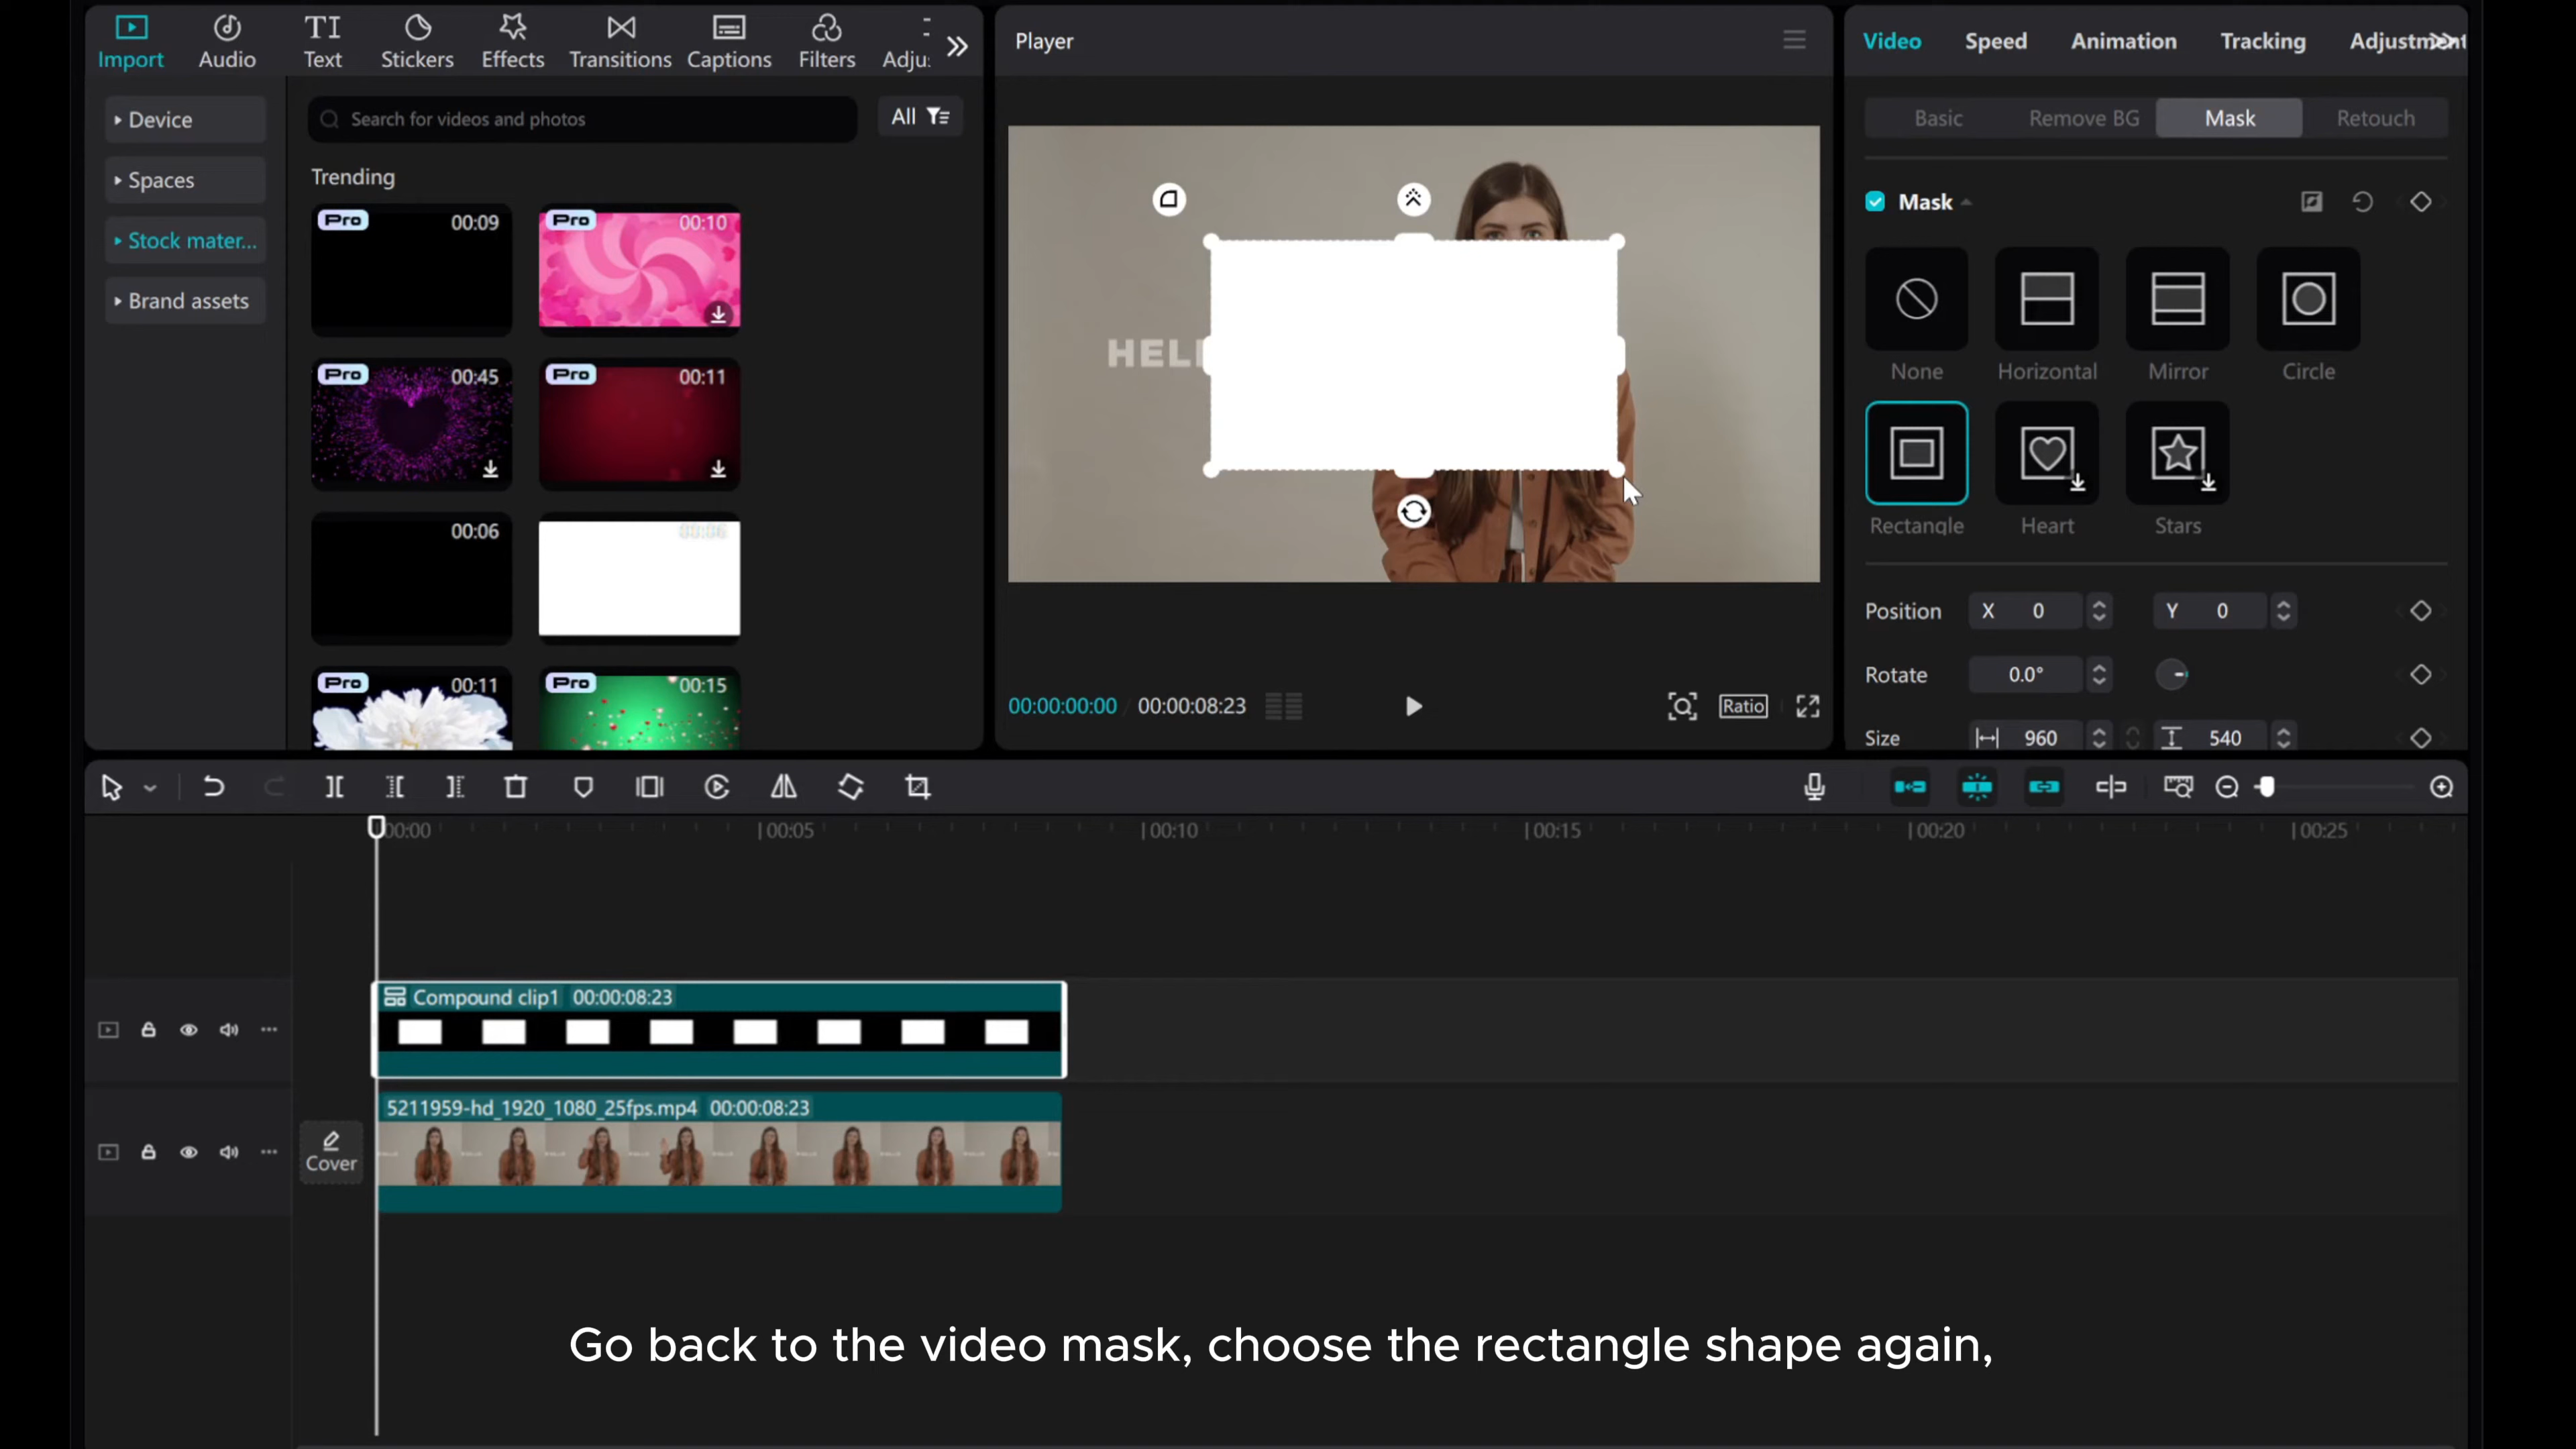 Import
Audio
TI
Text
Stickers
Effects
Transitions
Captions
Filters
Adju
Player
Video
Speed
Animation
Tracking
Adjustment
Device
Spaces
Stock mater...
Brand assets
Search for videos and photos
All
Trending
Pro
00:09
Pro
00:10
Pro
00:45
Pro
00:11
00:06
00:06
Pro
00:11
Pro
00:15
HELL
00:00:00:00 / 00:00:08:23
Ratio
Basic
Remove BG
Mask
Retouch
Mask
None
Horizontal
Mirror
Circle
Rectangle
Heart
Stars
Position X 0 Y 0
Rotate 0.0°
Size 960 540
00:00
00:05
00:10
00:15
00:20
00:25
Compound clip1 00:00:08:23
5211959-hd_1920_1080_25fps.mp4 00:00:08:23
Cover
Go back to the video mask, choose the rectangle shape again,